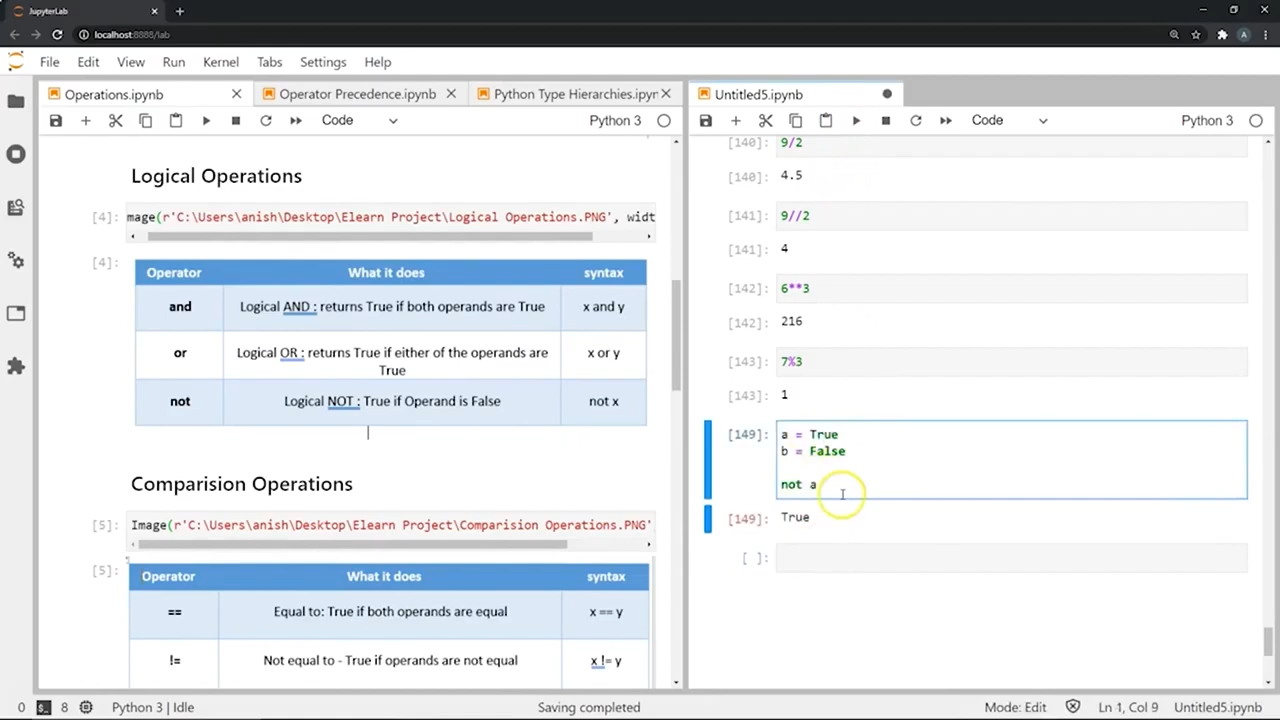 JupyterLab
localhost:8888/lab
A
File Edit View Run Kernel Tabs Settings Help
Operations.ipynb
Operator Precedence.ipynb
Python Type Hierarchies.ipyn
Code
Python 3
Logical Operations
[4]: mage(r'C:\Users\anish\Desktop\Elearn Project\Logical Operations.PNG', widt
[4]:
Operator What it does syntax
and Logical AND : returns True if both operands are True x and y
or Logical OR : returns True if either of the operands are True x or y
not Logical NOT : True if Operand is False not x
Comparision Operations
[5]: Image(r'C:\Users\anish\Desktop\Elearn Project\Comparision Operations.PNG'
[5]:
Operator What it does syntax
== Equal to: True if both operands are equal x == y
!= Not equal to - True if operands are not equal x != y
Untitled5.ipynb
Code
Python 3
[140]: 9/2
[140]: 4.5
[141]: 9//2
[141]: 4
[142]: 6**3
[142]: 216
[143]: 7%3
[143]: 1
[149]: a = True
b = False
not a
[149]: True
[ ]:
0 8 Python 3 | Idle
Saving completed
Mode: Edit
Ln 1, Col 9
Untitled5.ipynb